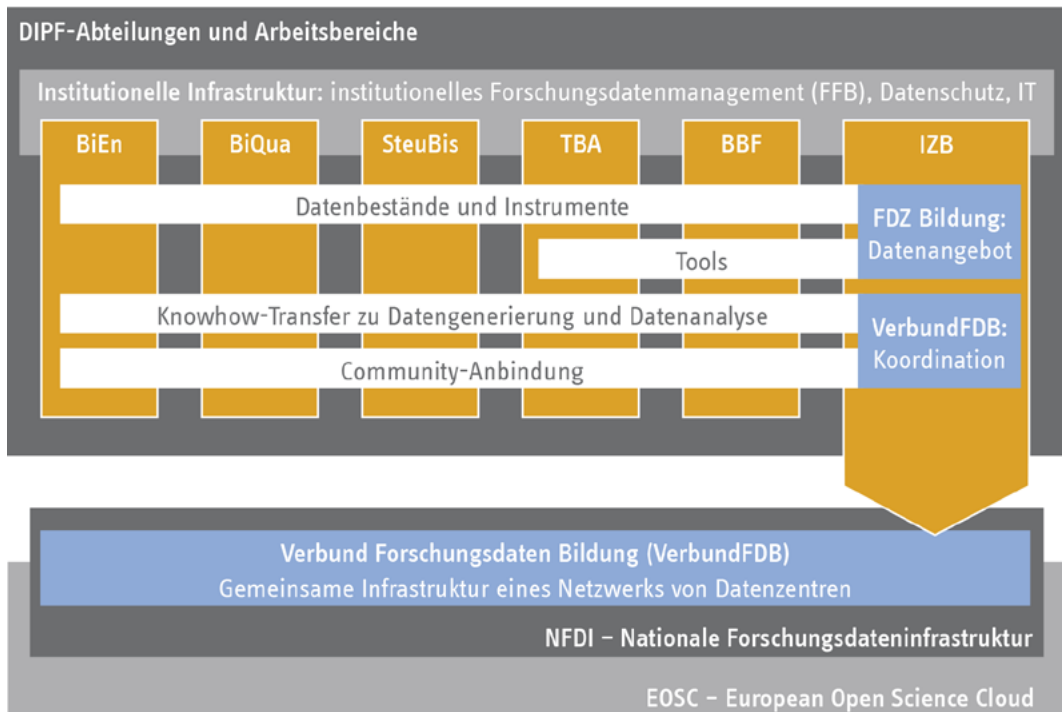 DIPF-Abteilungen und Arbeitsbereiche
Institutionelle Infrastruktur: institutionelles Forschungsdatenmanagement (FFB), Datenschutz, IT
BiEn
BiQua
SteuBis
TBA
BBF
IZB
Datenbestände und Instrumente
FDZ Bildung:
Datenangebot
Tools
Knowhow-Transfer zu Datengenerierung und Datenanalyse
VerbundFDB:
Koordination
Community-Anbindung
Verbund Forschungsdaten Bildung (VerbundFDB)
Gemeinsame Infrastruktur eines Netzwerks von Datenzentren
NFDI – Nationale Forschungsdateninfrastruktur
EOSC – European Open Science Cloud